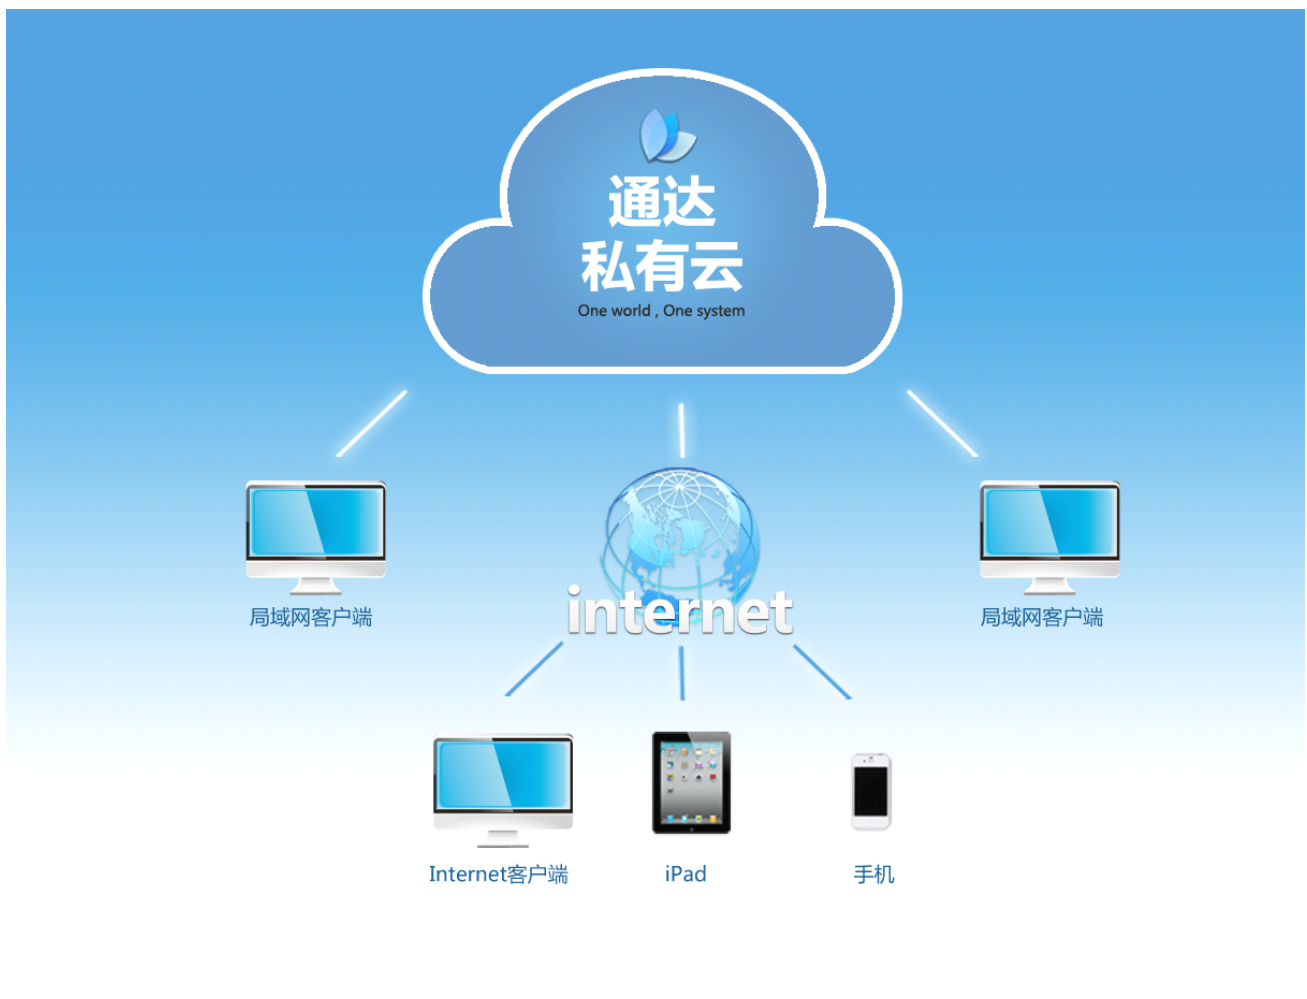 通达
私有云
One world , One system
局域网客户端
internet
局域网客户端
Internet客户端
iPad
手机